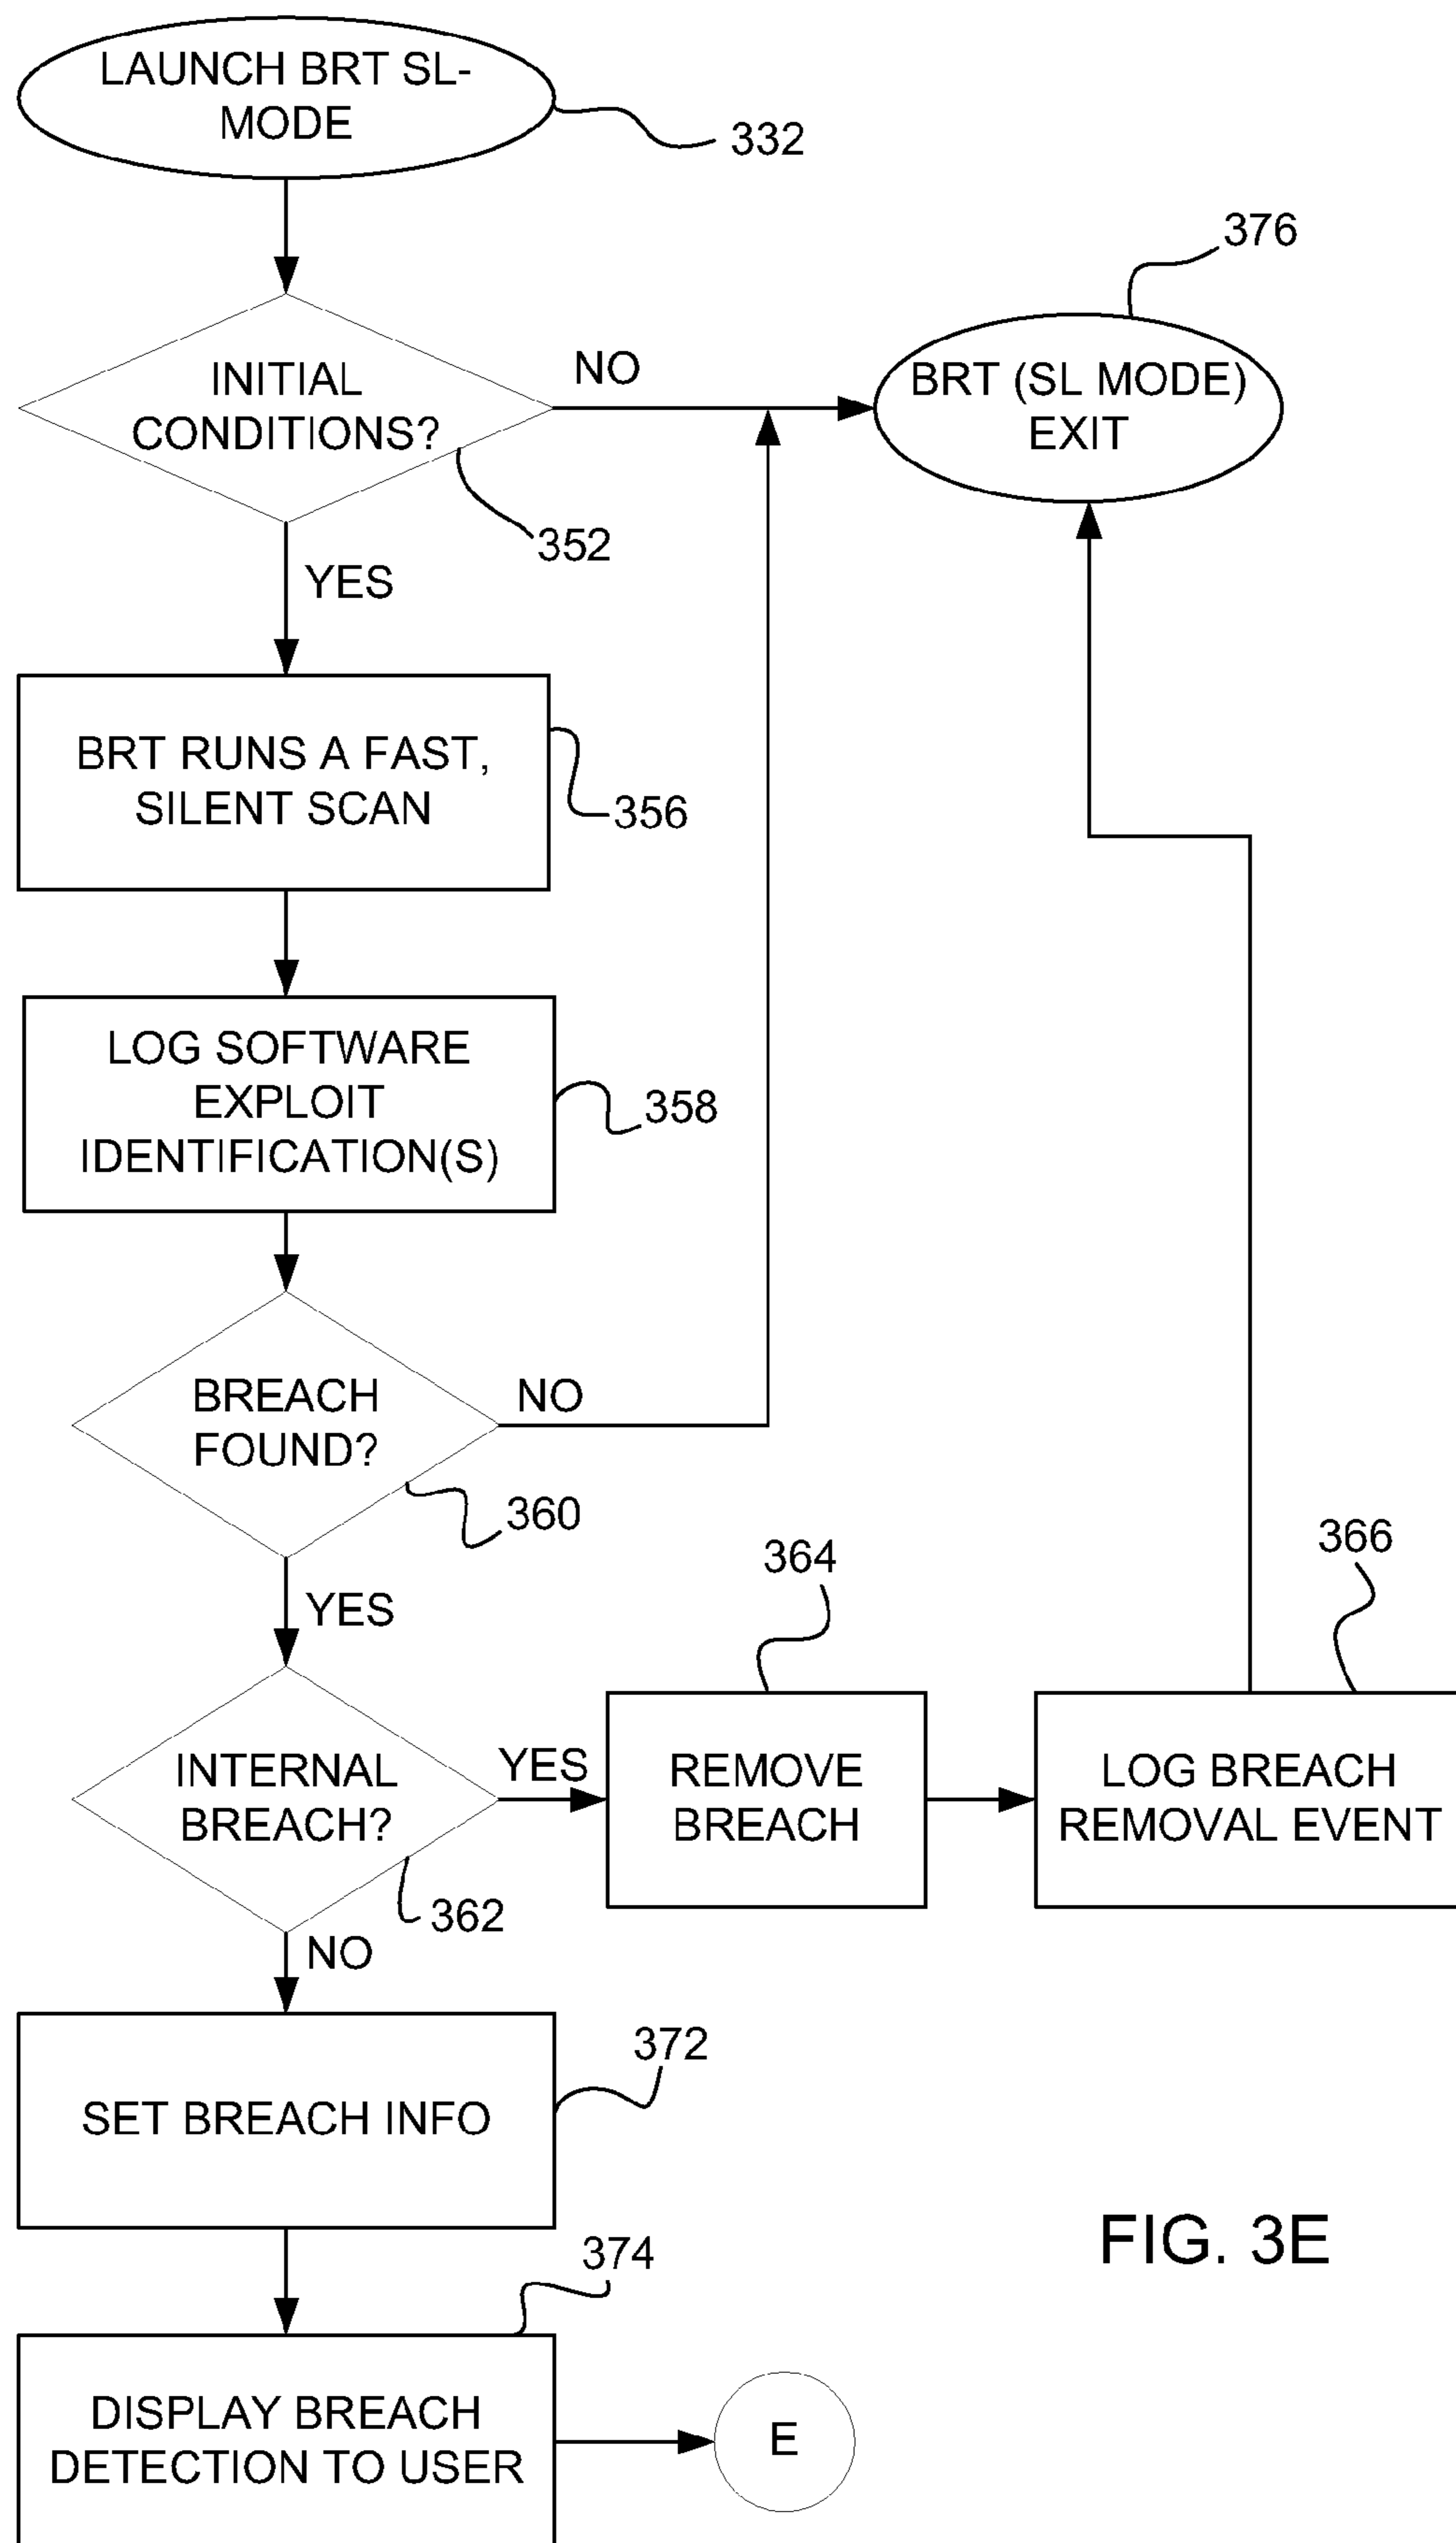 LAUNCH BRT SL-
MODE
332
376
INITIAL
CONDITIONS?
NO
BRT (SL MODE)
EXIT
352
YES
BRT RUNS A FAST,
SILENT SCAN
356
LOG SOFTWARE
EXPLOIT
IDENTIFICATION(S)
358
BREACH
FOUND?
NO
360
YES
364
366
INTERNAL
BREACH?
YES
REMOVE
BREACH
LOG BREACH
REMOVAL EVENT
362
NO
372
SET BREACH INFO
FIG. 3E
374
DISPLAY BREACH
DETECTION TO USER
E